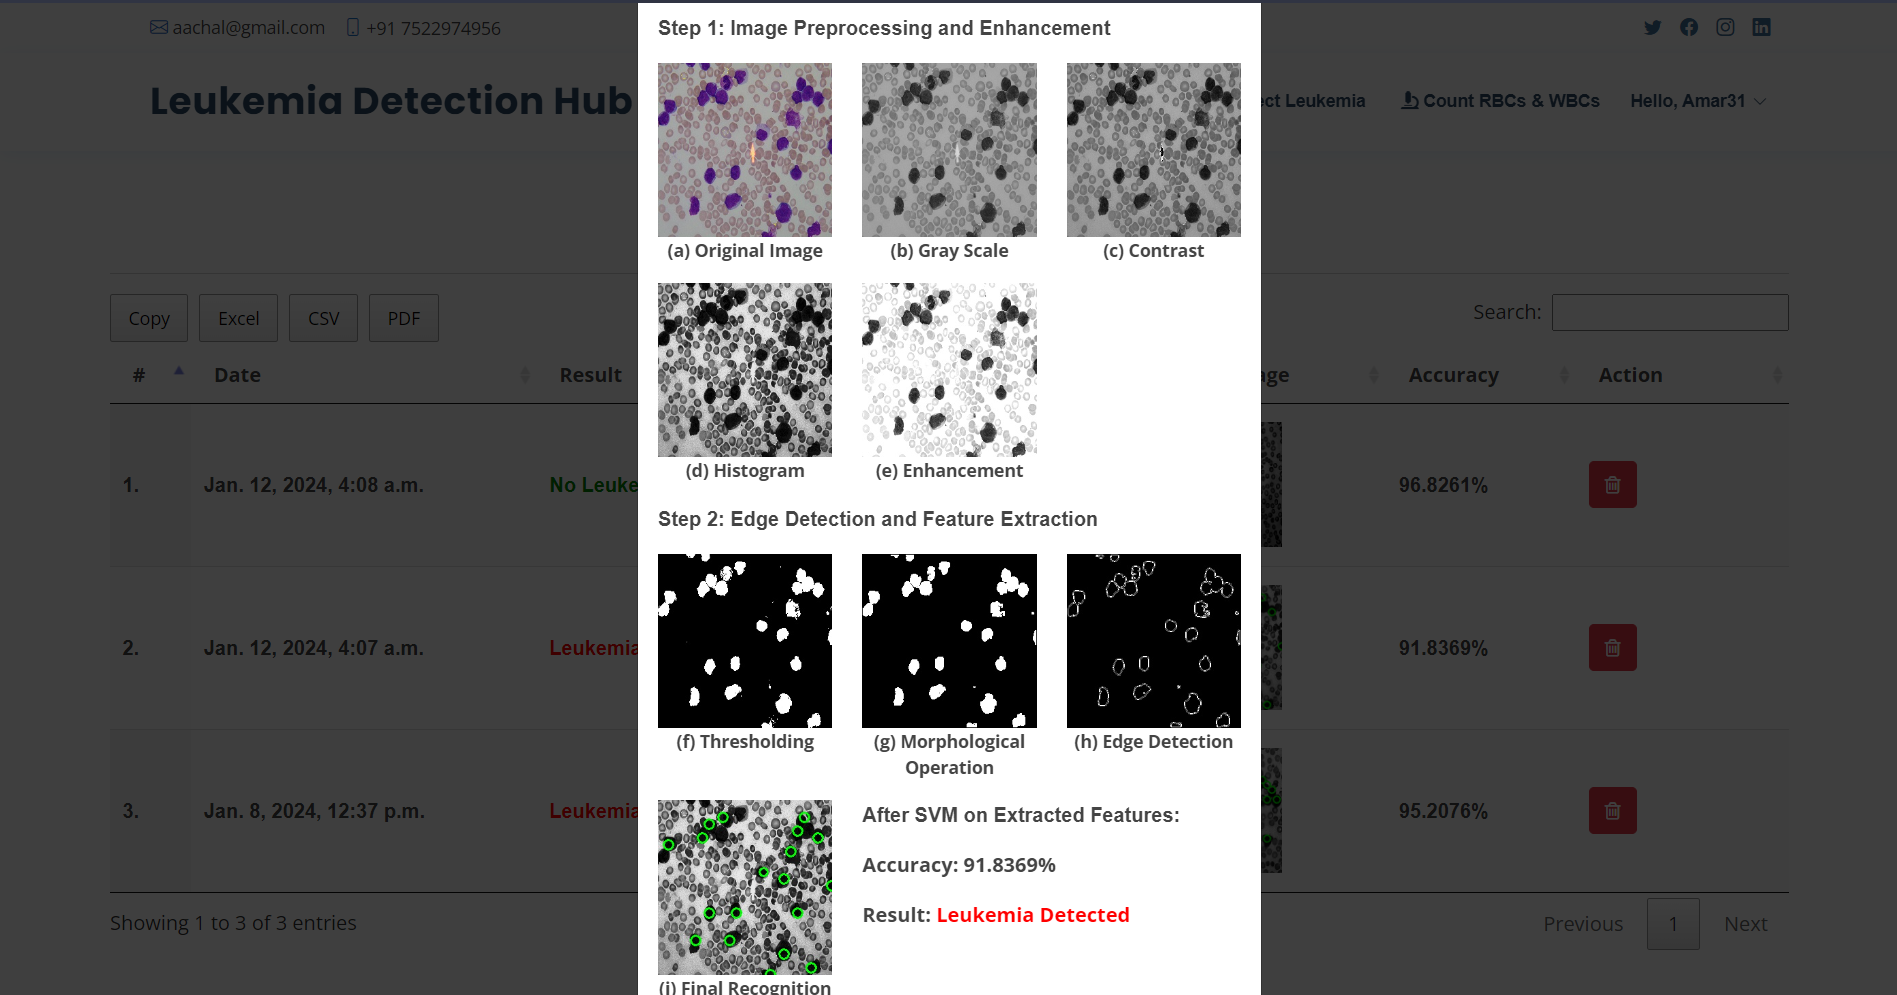 aachal@gmail.com +91 7522974956
Leukemia Detection Hub
ect Leukemia Count RBCs & WBCs Hello, Amar31
Copy Excel CSV PDF
Search:
# Date Result age Accuracy Action
1. Jan. 12, 2024, 4:08 a.m. No Leuke 96.8261%
2. Jan. 12, 2024, 4:07 a.m. Leukemia 91.8369%
3. Jan. 8, 2024, 12:37 p.m. Leukemia 95.2076%
Showing 1 to 3 of 3 entries
Previous 1 Next
Step 1: Image Preprocessing and Enhancement
(a) Original Image (b) Gray Scale (c) Contrast
(d) Histogram (e) Enhancement
Step 2: Edge Detection and Feature Extraction
(f) Thresholding (g) Morphological Operation (h) Edge Detection
After SVM on Extracted Features:
Accuracy: 91.8369%
Result: Leukemia Detected
(i) Final Recognition